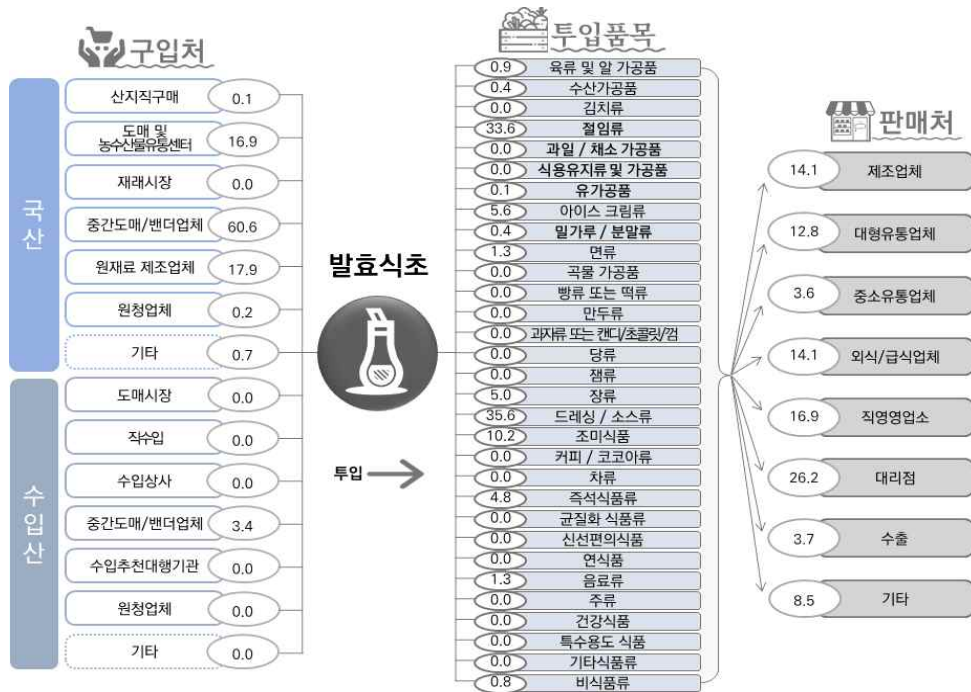 구입처
국산
산지직구매 0.1
도매 및
농수산물유통센터 16.9
재래시장 0.0
중간도매/밴더업체 60.6
원재료 제조업체 17.9
원청업체 0.2
기타 0.7
수입산
도매시장 0.0
직수입 0.0
수입상사 0.0
중간도매/밴더업체 3.4
수입추천대행기관 0.0
원청업체 0.0
기타 0.0
발효식초
투입
투입품목
0.9 육류 및 알 가공품
0.4 수산가공품
0.0 김치류
33.6 절임류
0.0 과일 / 채소 가공품
0.0 식용유지류 및 가공품
0.1 유가공품
5.6 아이스 크림류
0.4 밀가루 / 분말류
1.3 면류
0.0 곡물 가공품
0.0 빵류 또는 떡류
0.0 만두류
0.0 과자류 또는 캔디/초콜릿/껌
0.0 당류
0.0 잼류
5.0 장류
35.6 드레싱 / 소스류
10.2 조미식품
0.0 커피 / 코코아류
0.0 차류
4.8 즉석식품류
0.0 균질화 식품류
0.0 신선편의식품
0.0 연식품
1.3 음료류
0.0 주류
0.0 건강식품
0.0 특수용도 식품
0.0 기타식품류
0.8 비식품류
판매처
14.1 제조업체
12.8 대형유통업체
3.6 중소유통업체
14.1 외식/급식업체
16.9 직영영업소
26.2 대리점
3.7 수출
8.5 기타